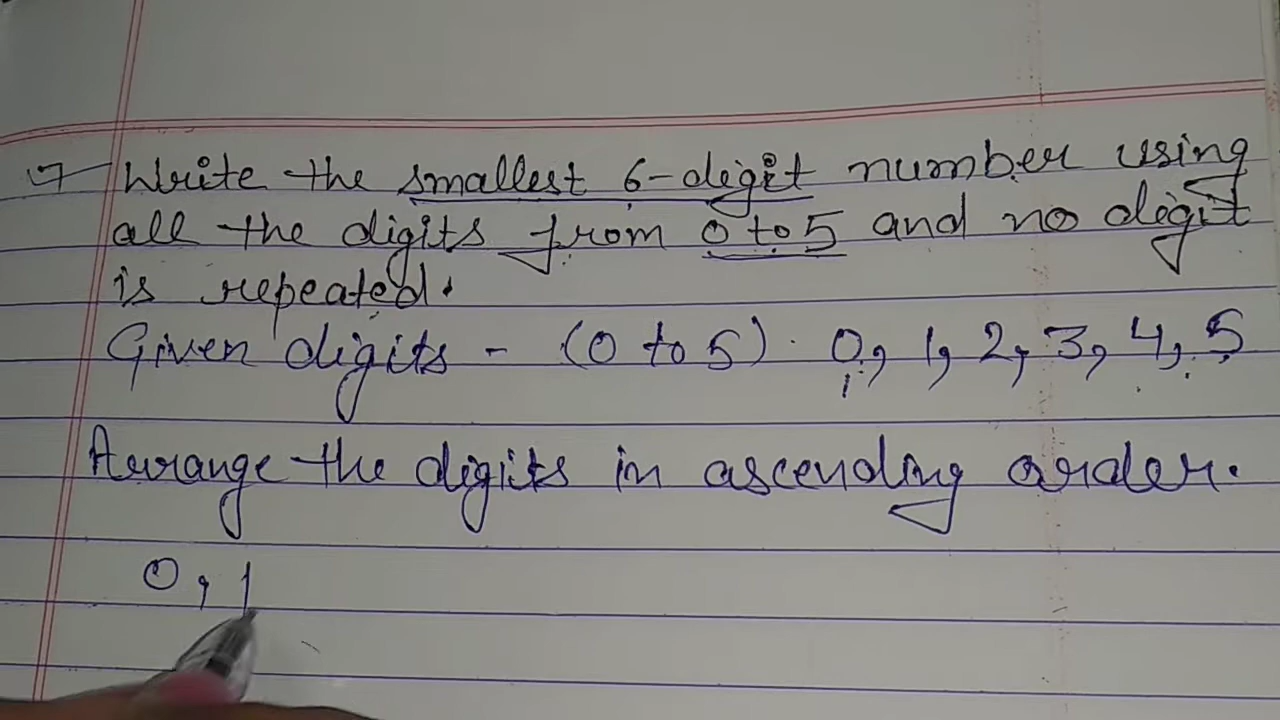 7 Write the smallest 6-digit number using
all the digits from 0 to 5 and no digit
is repeated.
Given digits - (0 to 5). 0, 1, 2, 3, 4, 5
Arrange the digits in ascending order.
0, 1